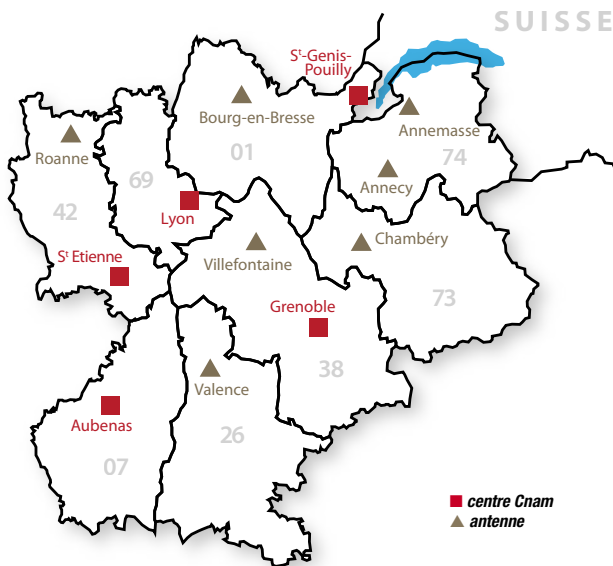 SUISSE
St-Genis-
Pouilly
Bourg-en-Bresse
01
Annemasse
74
Roanne
42
69
Annecy
Lyon
Chambéry
Villefontaine
St Etienne
73
Grenoble
38
Valence
26
Aubenas
07
centre Cnam
antenne